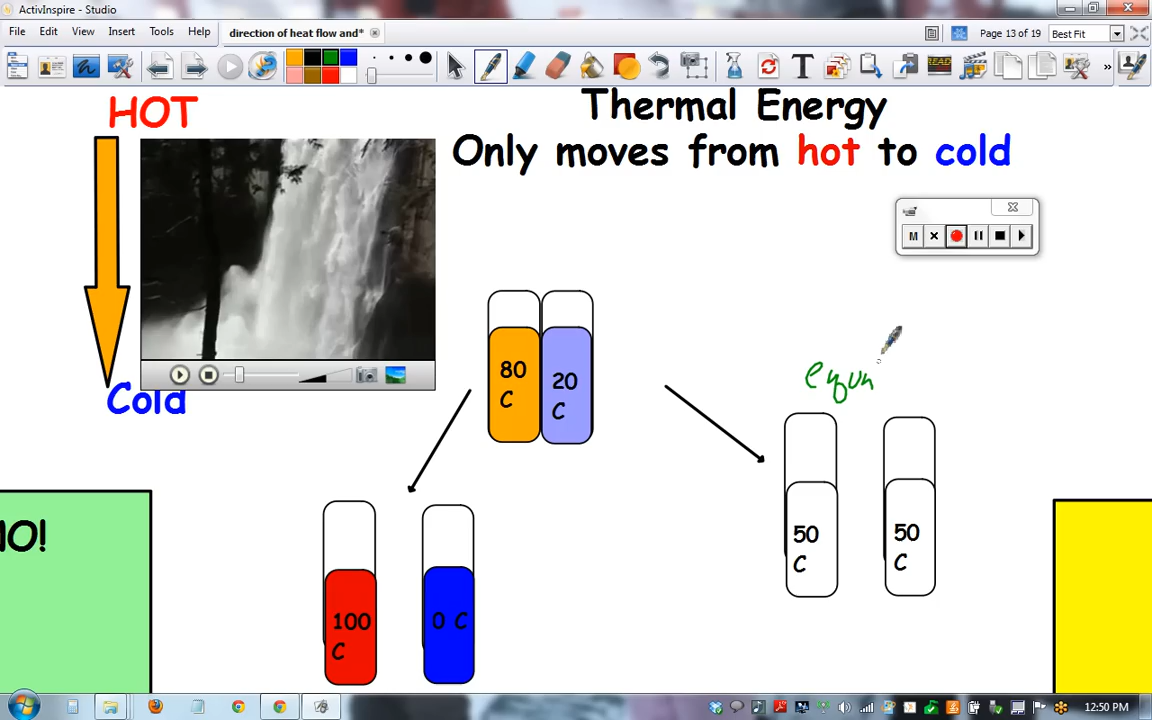 ActivInspire - Studio
File Edit View Insert Tools Help
direction of heat flow and*
Page 13 of 19
Best Fit
HOT
Thermal Energy
Only moves from hot to cold
M
80
C
20
C
Cold
equn
NO!
100
C
0 C
50
C
50
C
12:50 PM